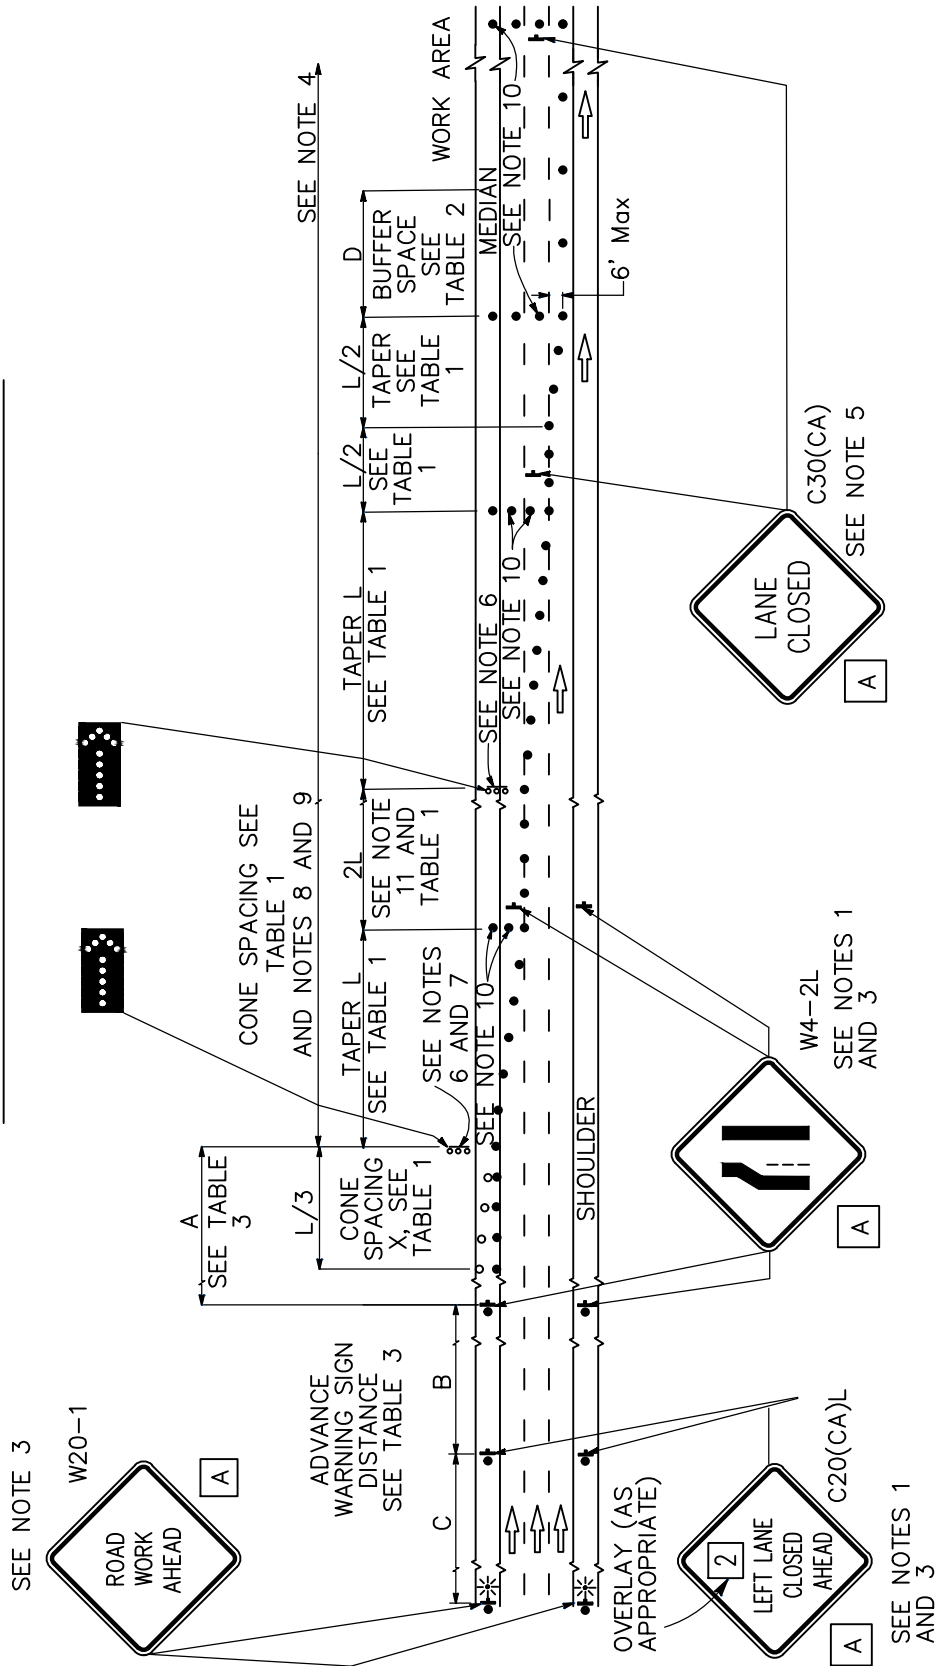 SEE NOTE 3
W20-1
ROAD
WORK
AHEAD
A
ADVANCE
WARNING SIGN
DISTANCE
SEE TABLE 3
C
B
A
SEE TABLE
3
L/3
CONE
SPACING
X, SEE
TABLE 1
CONE SPACING SEE
TABLE 1
AND NOTES 8 AND 9
TAPER L
SEE TABLE 1
SEE NOTES
6 AND 7
2L
SEE NOTE
11 AND
TABLE 1
TAPER L
SEE TABLE 1
L/2
SEE
TABLE
1
L/2
TAPER
SEE
TABLE
1
D
BUFFER
SPACE
SEE
TABLE 2
SEE NOTE 4
WORK AREA
SEE NOTE 10
SEE NOTE 6
SEE NOTE 10
MEDIAN
SEE NOTE 10
SHOULDER
6' Max
OVERLAY (AS
APPROPRIATE)
2
LEFT LANE
CLOSED
AHEAD
C20(CA)L
A
SEE NOTES 1
AND 3
W4-2L
SEE NOTES 1
AND 3
A
LANE
CLOSED
C30(CA)
SEE NOTE 5
A